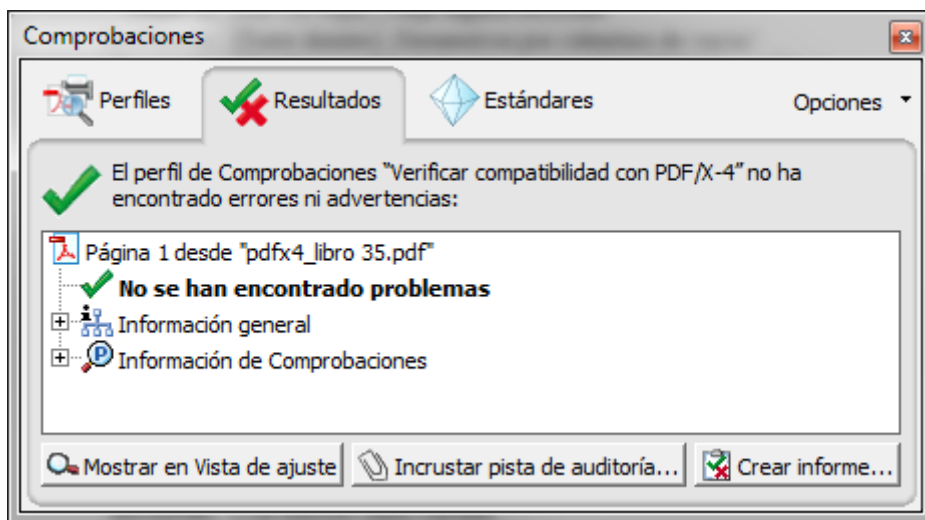 Comprobaciones
Perfiles
Resultados
Estándares
Opciones
El perfil de Comprobaciones "Verificar compatibilidad con PDF/X-4" no ha
encontrado errores ni advertencias:
Página 1 desde "pdfx4_libro 35.pdf"
No se han encontrado problemas
Información general
Información de Comprobaciones
Mostrar en Vista de ajuste
Incrustar pista de auditoría...
Crear informe...